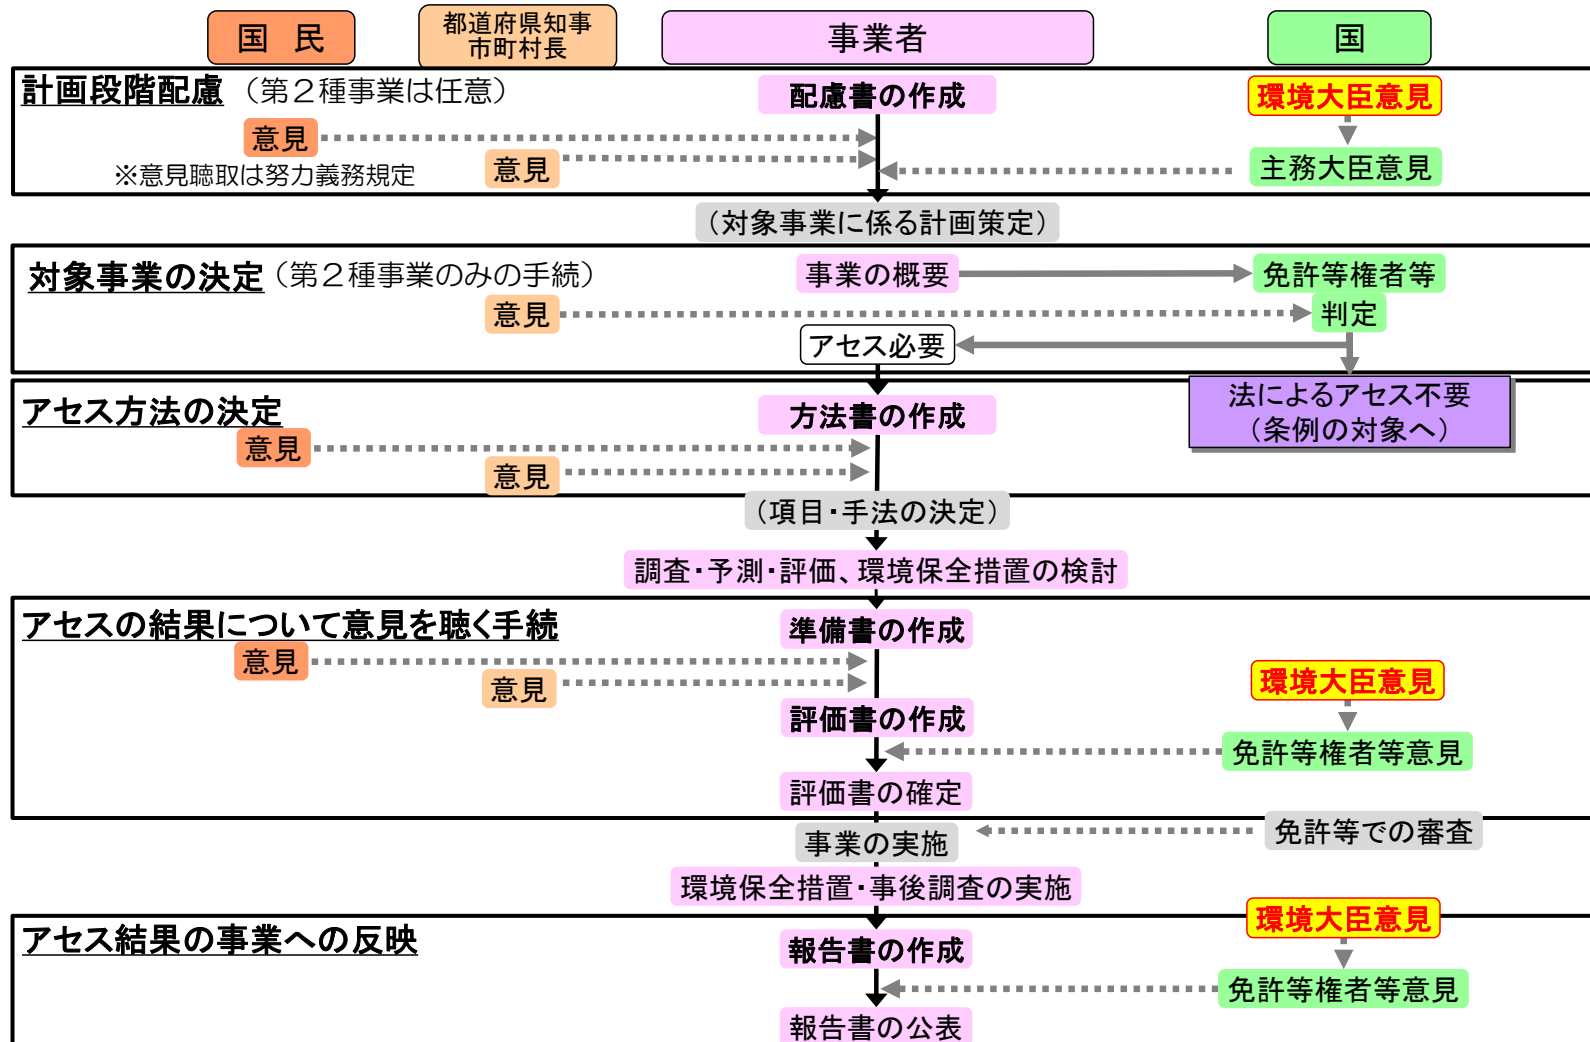 国　民
都道府県知事
市町村長
事業者
国
計画段階配慮（第２種事業は任意）
配慮書の作成
環境大臣意見
意見
意見
※意見聴取は努力義務規定
主務大臣意見
（対象事業に係る計画策定）
対象事業の決定（第２種事業のみの手続）
事業の概要
免許等権者等
意見
判定
アセス必要
法によるアセス不要
（条例の対象へ）
アセス方法の決定
方法書の作成
意見
意見
（項目・手法の決定）
調査・予測・評価、環境保全措置の検討
アセスの結果について意見を聴く手続
準備書の作成
意見
意見
環境大臣意見
評価書の作成
免許等権者等意見
評価書の確定
事業の実施
免許等での審査
環境保全措置・事後調査の実施
アセス結果の事業への反映
環境大臣意見
報告書の作成
免許等権者等意見
報告書の公表